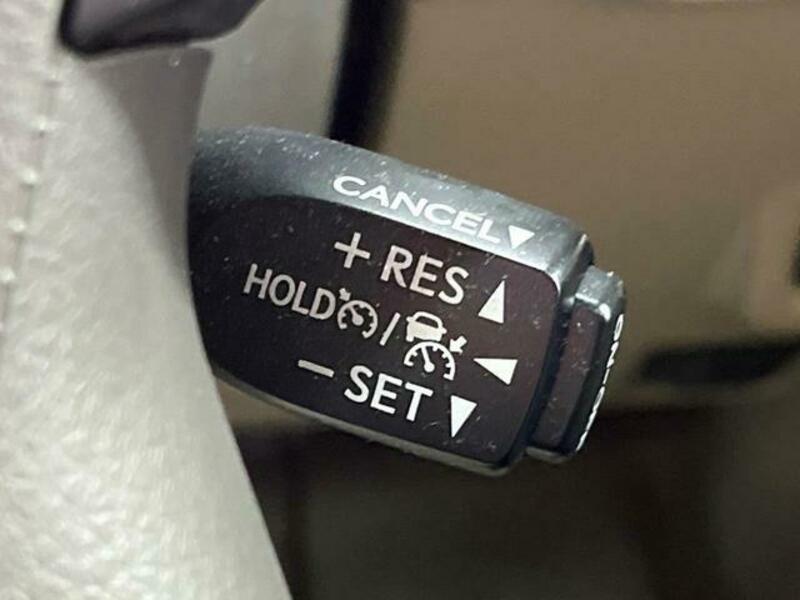 CANCEL▼
+ RES ▲
HOLD / ◀
− SET ▼